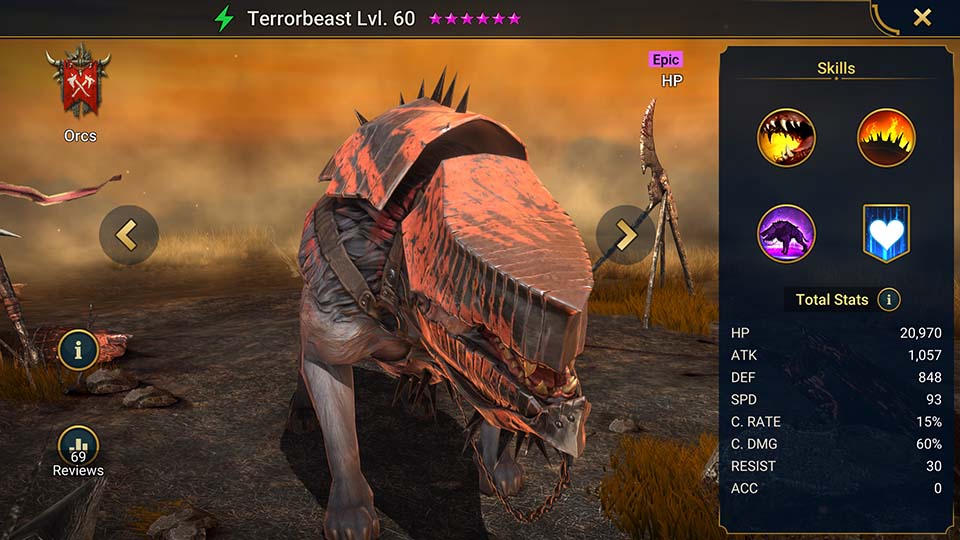 Terrorbeast Lvl. 60
Orcs
Epic
HP
i
69
Reviews
Skills
Total Stats i
HP 20,970
ATK 1,057
DEF 848
SPD 93
C. RATE 15%
C. DMG 60%
RESIST 30
ACC 0